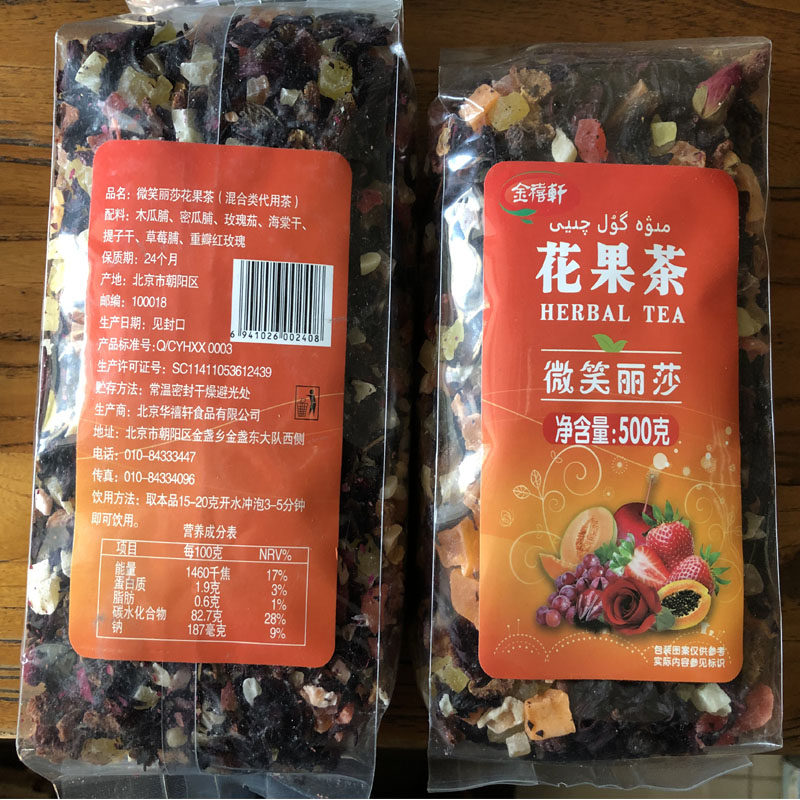 品名：微笑丽莎花果茶（混合类代用茶）
配料：木瓜脯、密瓜脯、玫瑰茄、海棠干、
提子干、草莓脯、重瓣红玫瑰
保质期：24个月
产地：北京市朝阳区
邮编：100018
生产日期：见封口
产品标准号：Q/CYHXX 0003
生产许可证号：SC11411053612439
贮存方法：常温密封干燥避光处
生产商：北京华禧轩食品有限公司
地址：北京市朝阳区金盏乡金盏东大队西侧
电话：010-84333447
传真：010-84334096
饮用方法：取本品15-20克开水冲泡3-5分钟
即可饮用。
6 941026 002408
营养成分表
项目 每100克 NRV%
能量 1460千焦 17%
蛋白质 1.9克 3%
脂肪 0.6克 1%
碳水化合物 82.7克 28%
钠 187毫克 9%
金禧軒
مىۋە گۈل چىيى
花果茶
HERBAL TEA
微笑丽莎
净含量：500克
包装图案仅供参考
实际内容参见标识